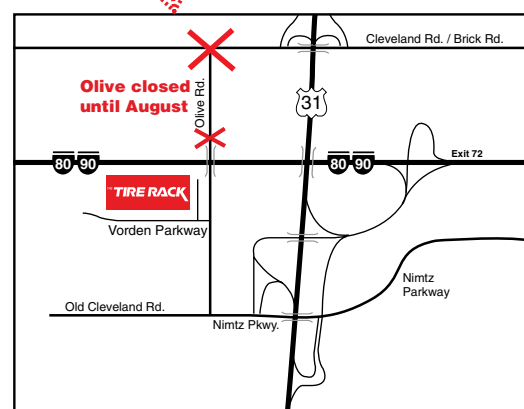 Cleveland Rd. / Brick Rd.
Olive closed
until August
Olive Rd.
31
80 90
80 90
Exit 72
TIRE RACK
Vorden Parkway
Nimtz
Parkway
Old Cleveland Rd.
Nimtz Pkwy.